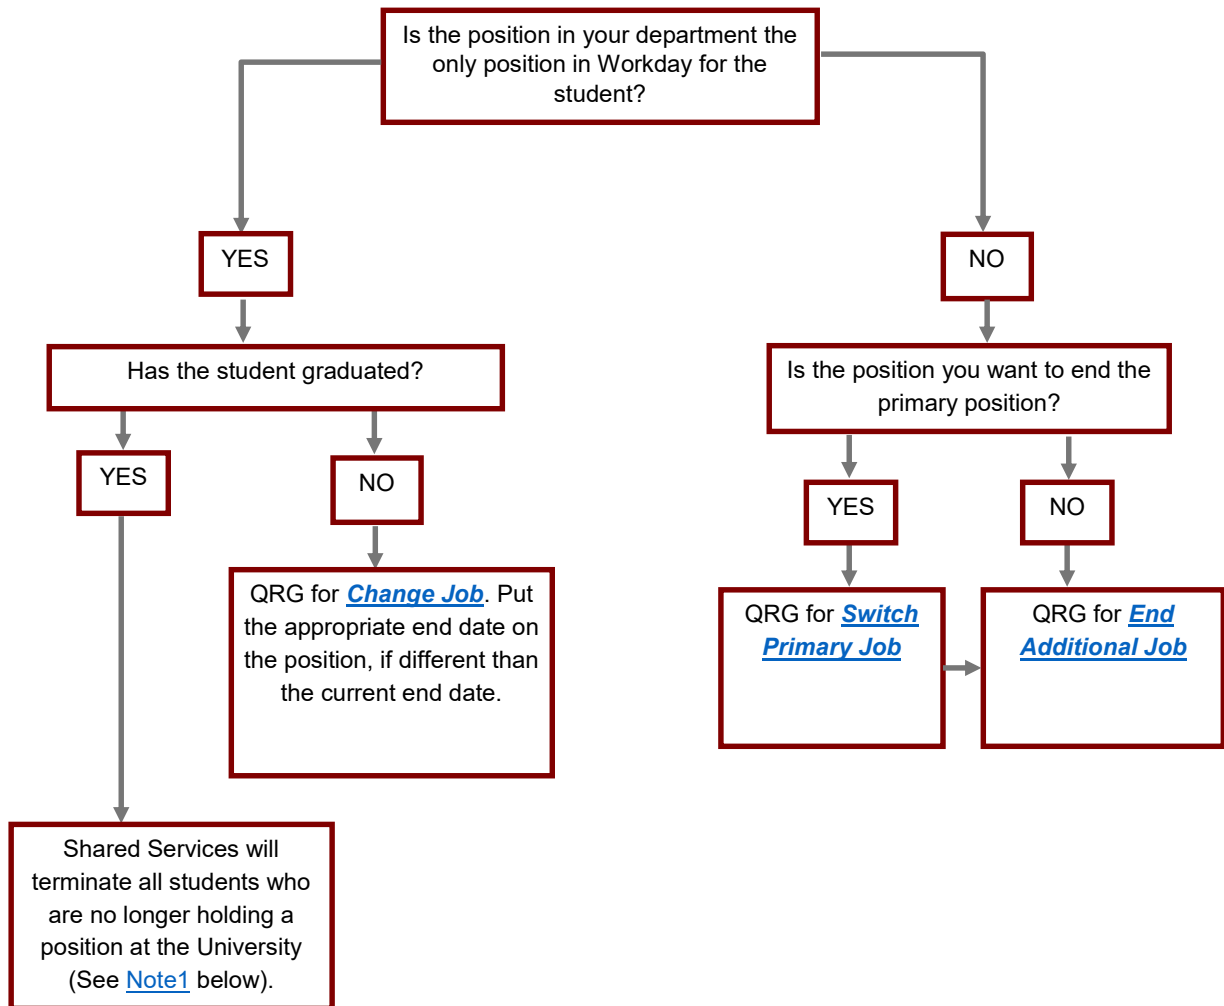 Is the position in your department the
only position in Workday for the
student?
YES
NO
Has the student graduated?
Is the position you want to end the
primary position?
YES
NO
YES
NO
QRG for Change Job. Put
the appropriate end date on
the position, if different than
the current end date.
QRG for Switch
Primary Job
QRG for End
Additional Job
Shared Services will
terminate all students who
are no longer holding a
position at the University
(See Note1 below).